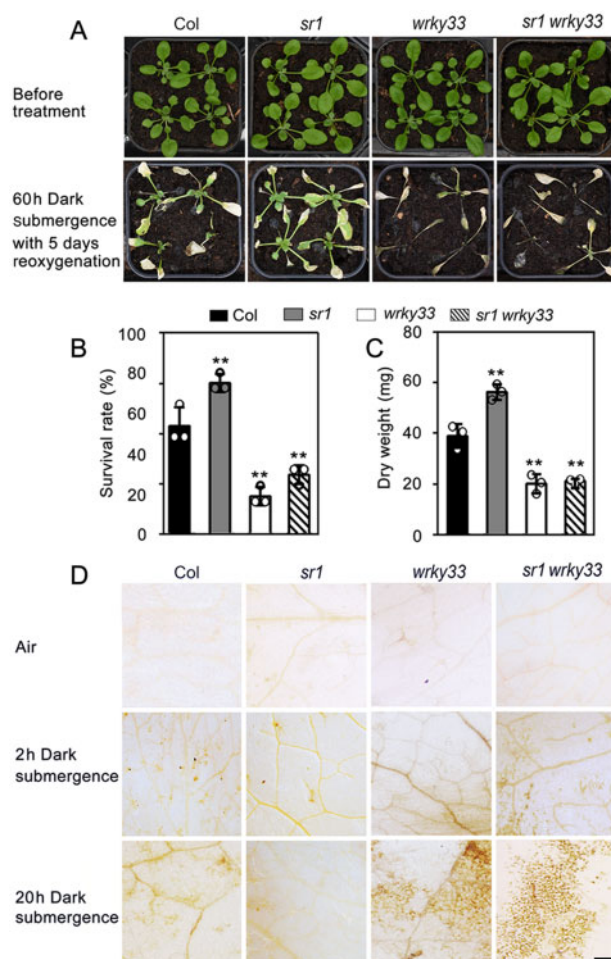 A
Col
sr1
wrky33
sr1 wrky33
Before
treatment
60h Dark
submergence
with 5 days
reoxygenation
Col
sr1
wrky33
sr1 wrky33
B
Survival rate (%)
100
80
60
40
20
0
**
**
**
C
Dry weight (mg)
80
60
40
20
0
**
**
**
D
Col
sr1
wrky33
sr1 wrky33
Air
2h Dark
submergence
20h Dark
submergence